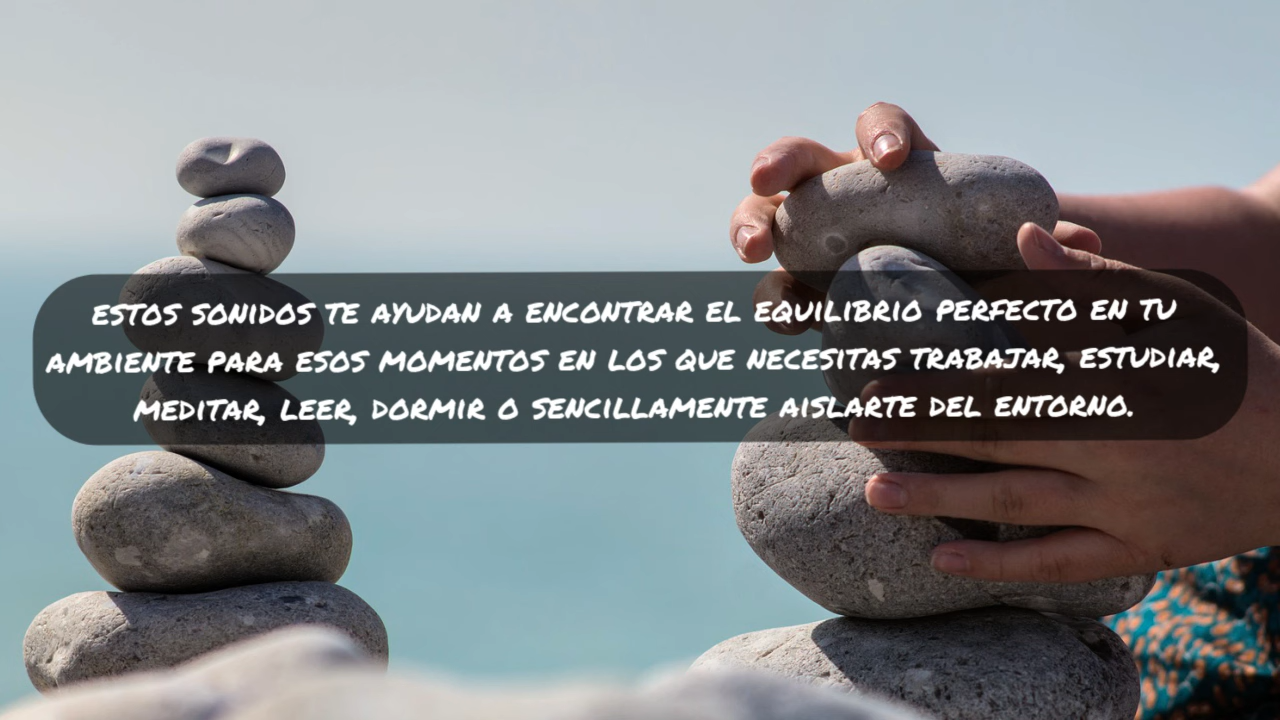 ESTOS SONIDOS TE AYUDAN A ENCONTRAR EL EQUILIBRIO PERFECTO EN TU
AMBIENTE PARA ESOS MOMENTOS EN LOS QUE NECESITAS TRABAJAR, ESTUDIAR,
MEDITAR, LEER, DORMIR O SENCILLAMENTE AISLARTE DEL ENTORNO.